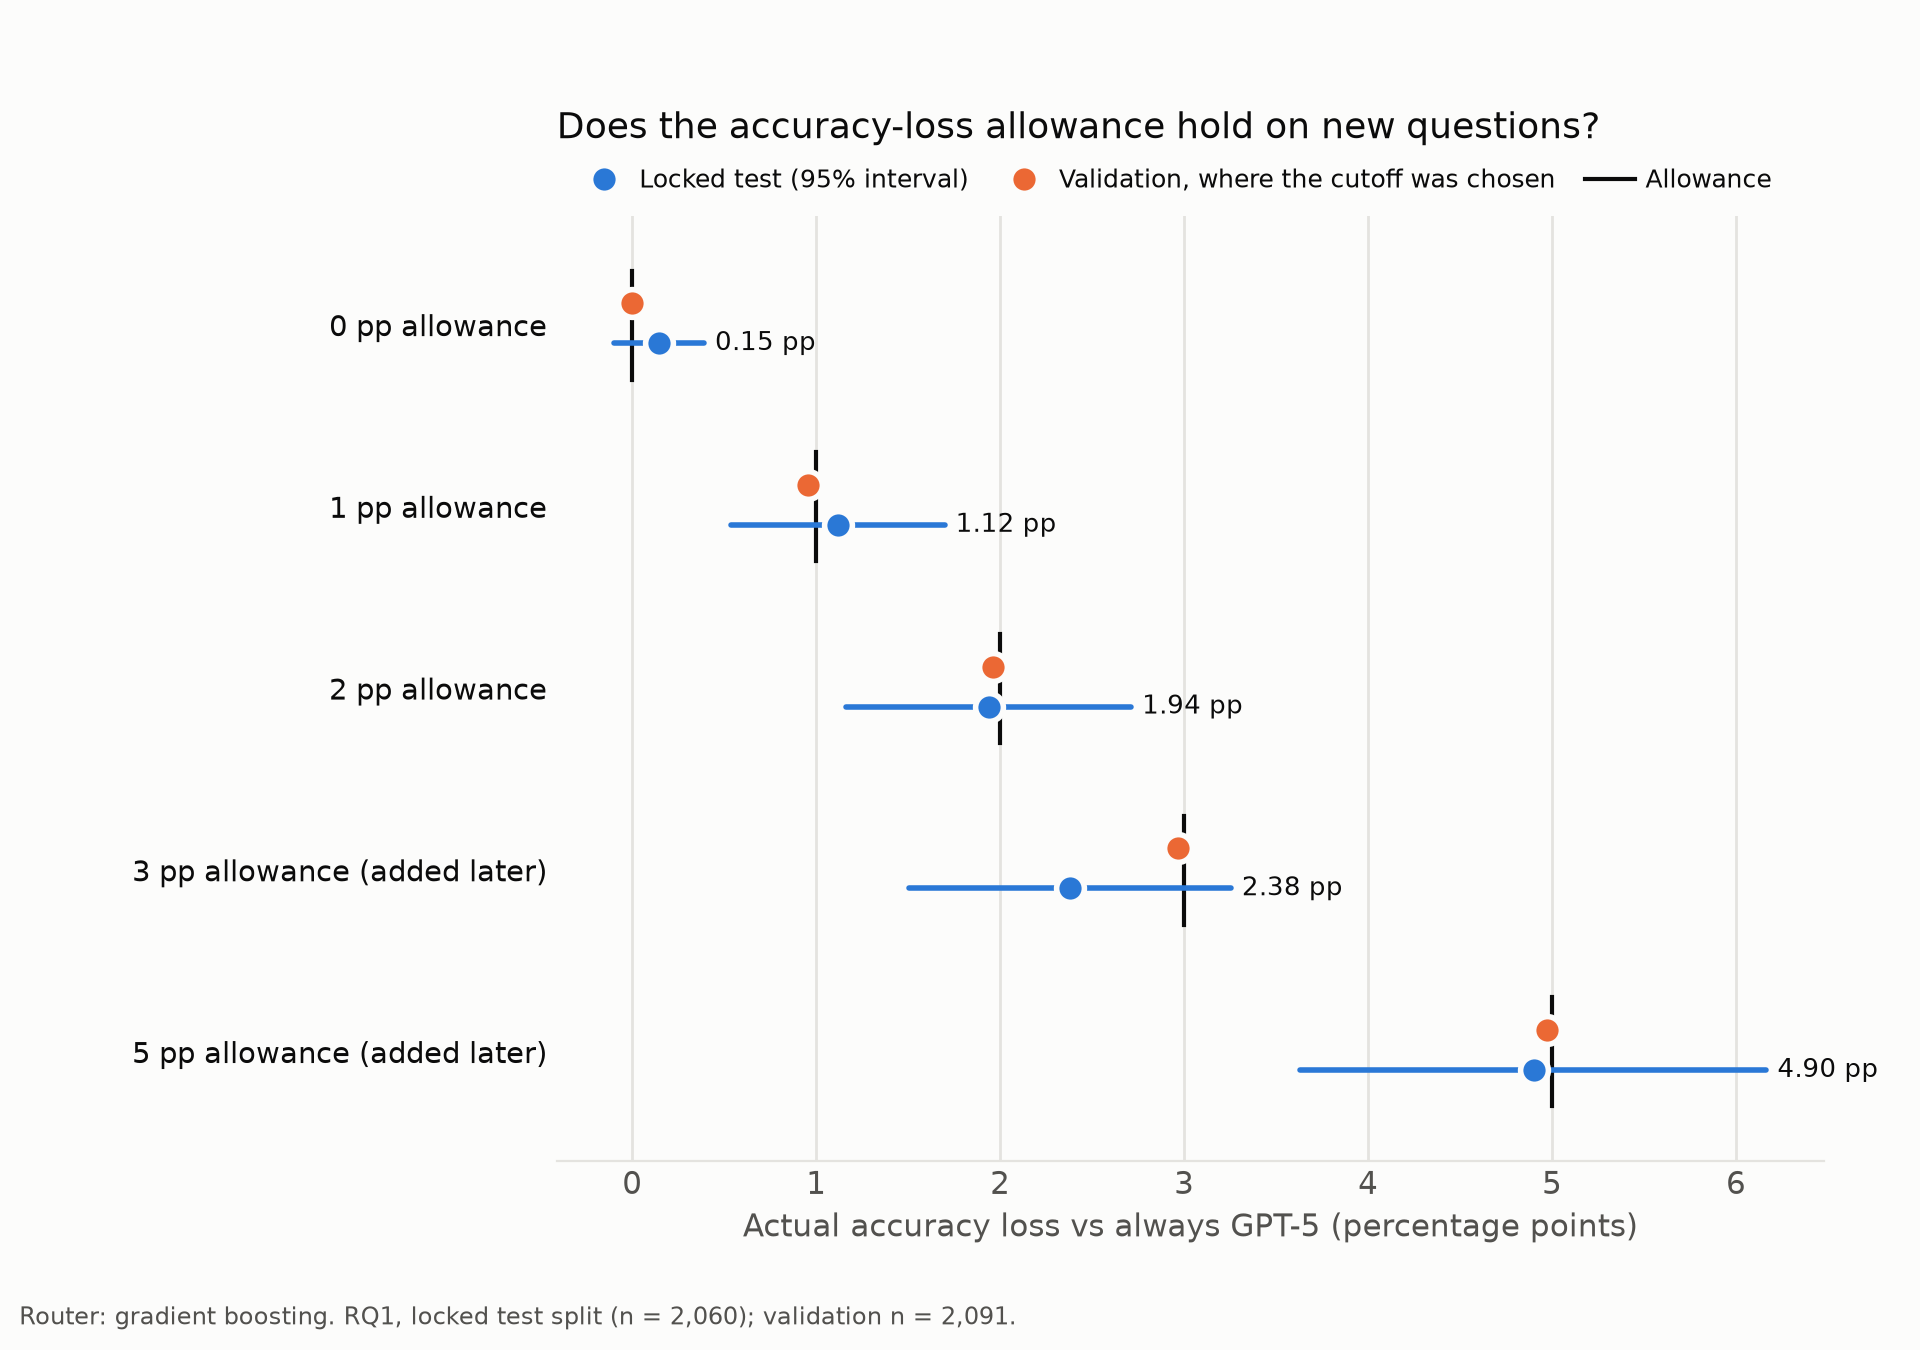 Does the accuracy-loss allowance hold on new questions?
Locked test (95% interval) Validation, where the cutoff was chosen Allowance
0 pp allowance
0.15 pp
1 pp allowance
1.12 pp
2 pp allowance
1.94 pp
3 pp allowance (added later)
2.38 pp
5 pp allowance (added later)
4.90 pp
0 1 2 3 4 5 6
Actual accuracy loss vs always GPT-5 (percentage points)
Router: gradient boosting. RQ1, locked test split (n = 2,060); validation n = 2,091.